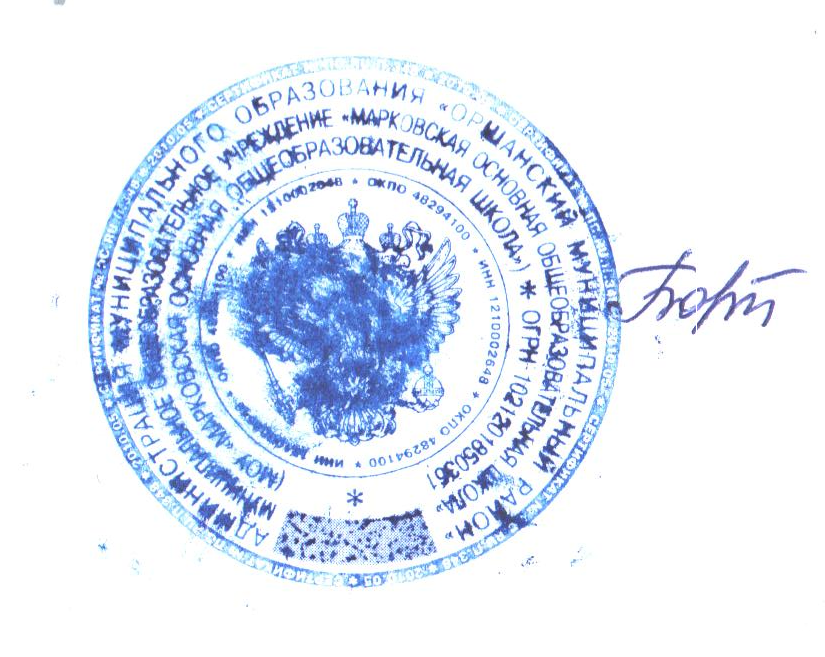 АДМИНИСТРАЦИЯ МУНИЦИПАЛЬНОГО ОБРАЗОВАНИЯ «ОРШАНСКИЙ МУНИЦИПАЛЬНЫЙ РАЙОН»
МУНИЦИПАЛЬНОЕ ОБЩЕОБРАЗОВАТЕЛЬНОЕ УЧРЕЖДЕНИЕ «МАРКОВСКАЯ ОСНОВНАЯ ОБЩЕОБРАЗОВАТЕЛЬНАЯ ШКОЛА»
(МОУ «МАРКОВСКАЯ ОСНОВНАЯ ОБЩЕОБРАЗОВАТЕЛЬНАЯ ШКОЛА») * ОГРН 1021201850361
* ИНН 1210002648 * ОКПО 48294100 * ИНН 1210002648 * ОКПО 48294100 * ИНН
*